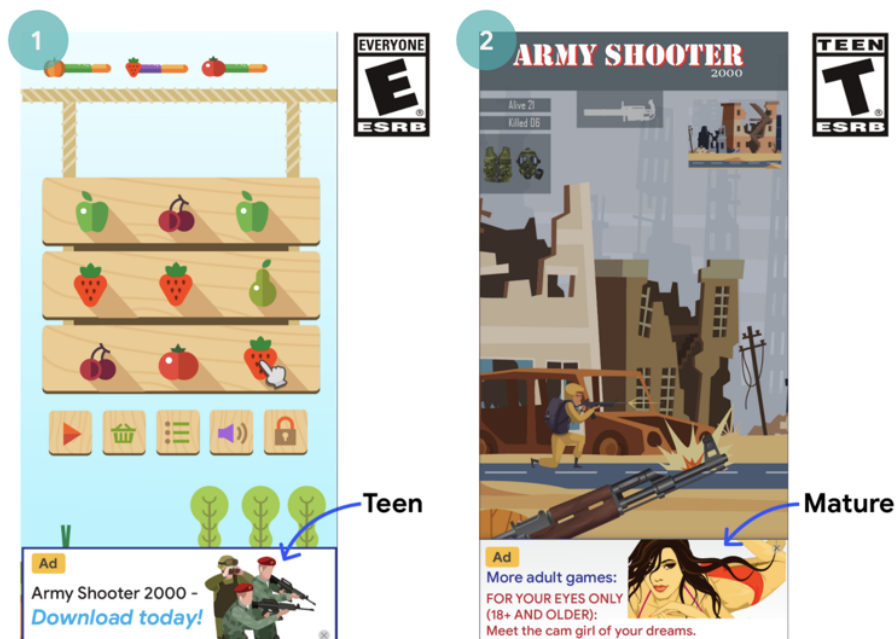 1
EVERYONE
E
®
ESRB
Teen
Ad
Army Shooter 2000 -
Download today!
2
ARMY SHOOTER
2000
TEEN
T
®
ESRB
Alive 21
Killed 06
Mature
Ad
More adult games:
FOR YOUR EYES ONLY
(18+ AND OLDER):
Meet the cam girl of your dreams.